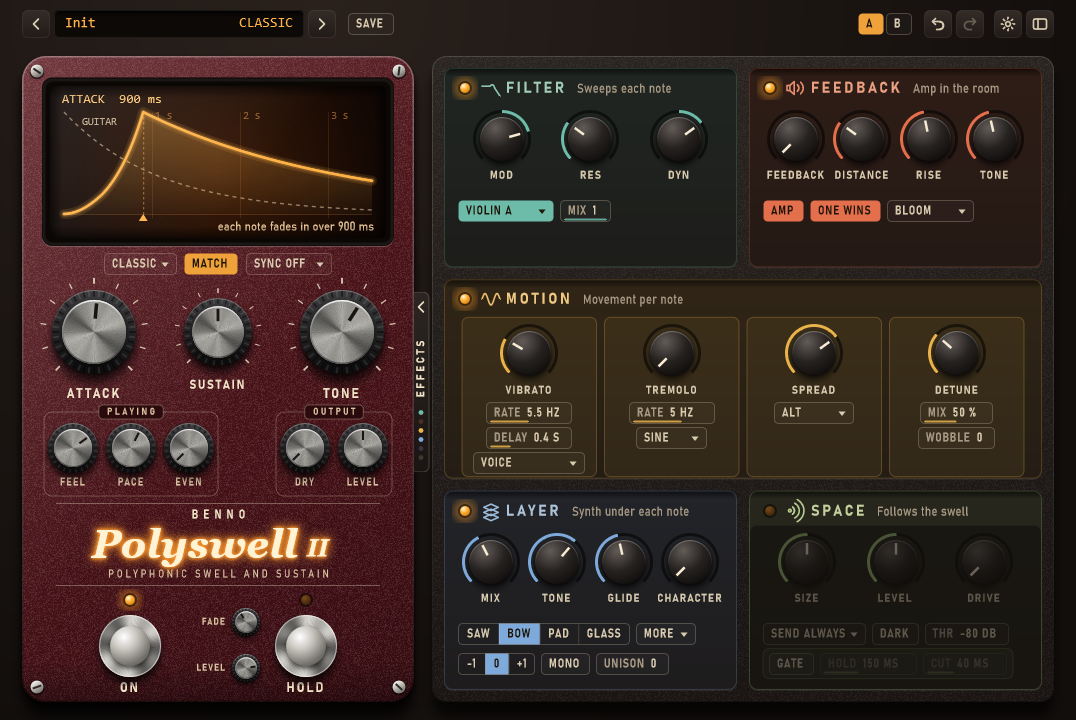 Init CLASSIC SAVE A B
ATTACK 900 ms
GUITAR 1 s 2 s 3 s
each note fades in over 900 ms
CLASSIC MATCH SYNC OFF
ATTACK SUSTAIN TONE
PLAYING OUTPUT
FEEL PACE EVEN DRY LEVEL
BENNO
Polyswell II
POLYPHONIC SWELL AND SUSTAIN
FADE
LEVEL
ON HOLD
EFFECTS
FILTER Sweeps each note
MOD RES DYN
VIOLIN A MIX 1
FEEDBACK Amp in the room
FEEDBACK DISTANCE RISE TONE
AMP ONE WINS BLOOM
MOTION Movement per note
VIBRATO TREMOLO SPREAD DETUNE
RATE 5.5 HZ RATE 5 HZ ALT MIX 50 %
DELAY 0.4 S SINE WOBBLE 0
VOICE
LAYER Synth under each note
MIX TONE GLIDE CHARACTER
SAW BOW PAD GLASS MORE
-1 0 +1 MONO UNISON 0
SPACE Follows the swell
SIZE LEVEL DRIVE
SEND ALWAYS DARK THR -80 DB
GATE HOLD 150 MS CUT 40 MS